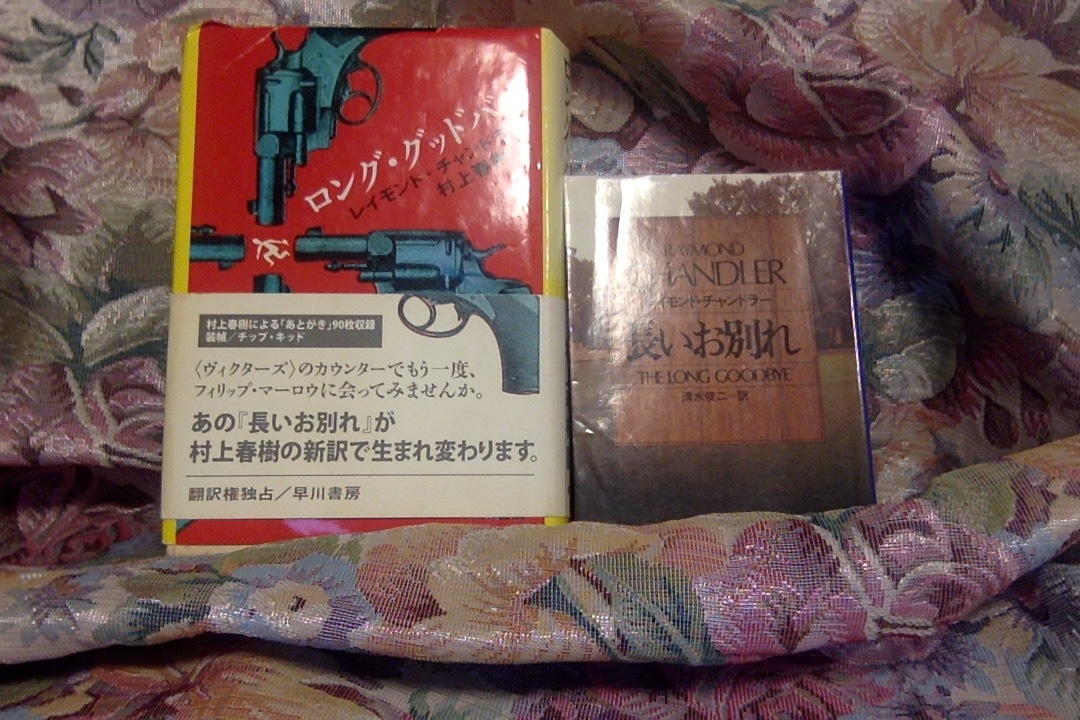 ロング・グッドバ
レイモンド・チャンドラ
村上春樹
村上春樹による「あとがき」90枚収録
装幀/チップ・キッド
〈ヴィクターズ〉のカウンターでもう一度、
フィリップ・マーロウに会ってみませんか。
あの『長いお別れ』が
村上春樹の新訳で生まれ変わります。
翻訳権独占/早川書房
RAYMOND
CHANDLER
レイモンド・チャンドラー
長いお別れ
THE LONG GOODBYE
清水俊二 訳